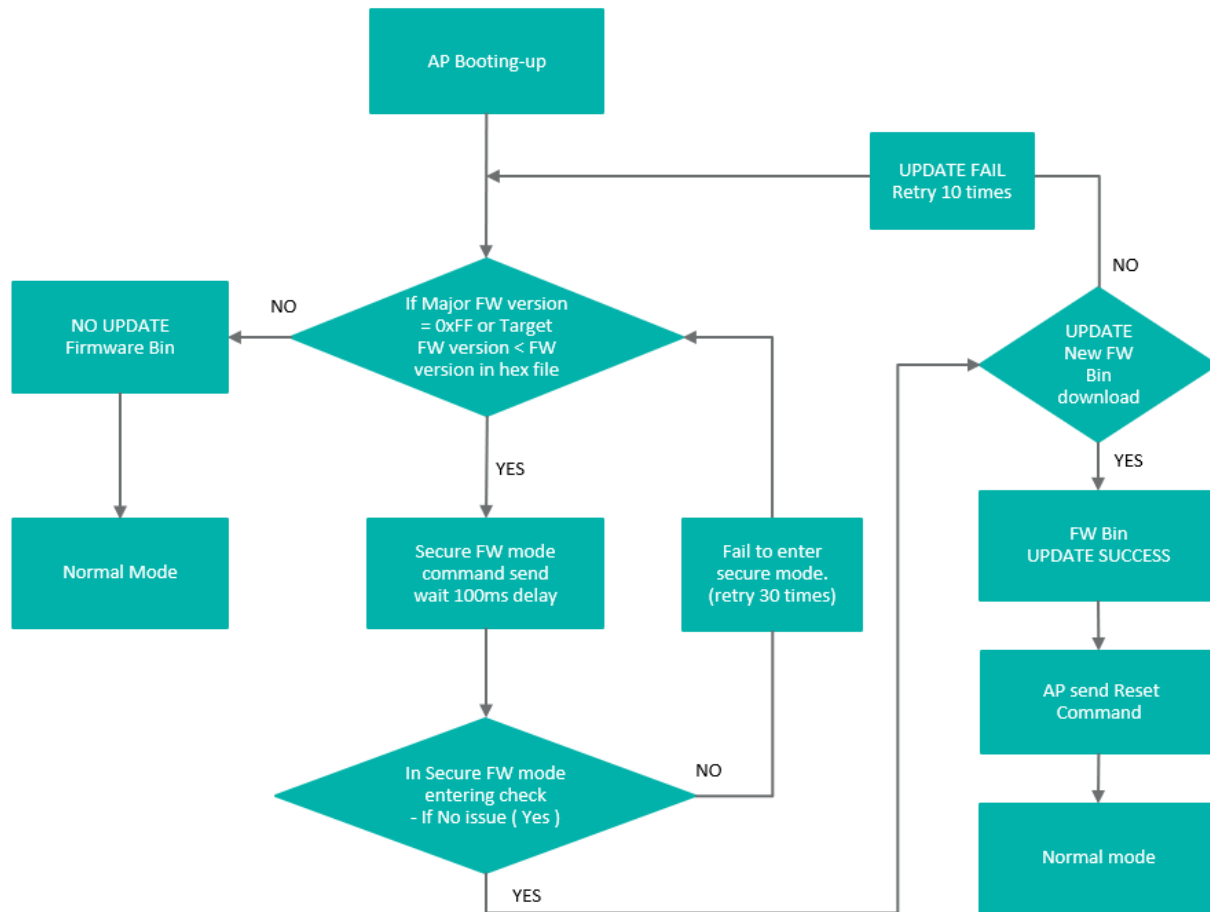 AP Booting-up
UPDATE FAIL
Retry 10 times
NO
If Major FW version
= 0xFF or Target
FW version < FW
version in hex file
NO
NO UPDATE
Firmware Bin
UPDATE
New FW
Bin
download
YES
YES
Normal Mode
Secure FW mode
command send
wait 100ms delay
Fail to enter
secure mode.
(retry 30 times)
FW Bin
UPDATE SUCCESS
AP send Reset
Command
In Secure FW mode
entering check
- If No issue ( Yes )
NO
YES
Normal mode